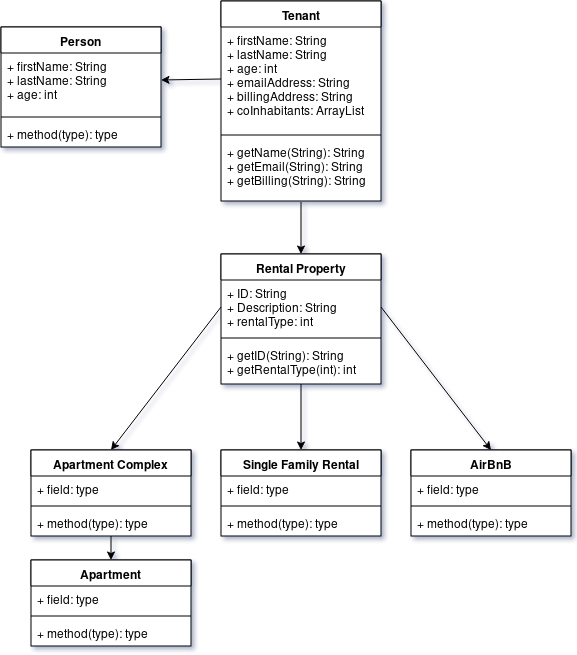 Tenant
+ firstName: String
+ lastName: String
+ age: int
+ emailAddress: String
+ billingAddress: String
+ coInhabitants: ArrayList
+ getName(String): String
+ getEmail(String): String
+ getBilling(String): String
Person
+ firstName: String
+ lastName: String
+ age: int
+ method(type): type
Rental Property
+ ID: String
+ Description: String
+ rentalType: int
+ getID(String): String
+ getRentalType(int): int
Apartment Complex
+ field: type
+ method(type): type
Single Family Rental
+ field: type
+ method(type): type
AirBnB
+ field: type
+ method(type): type
Apartment
+ field: type
+ method(type): type